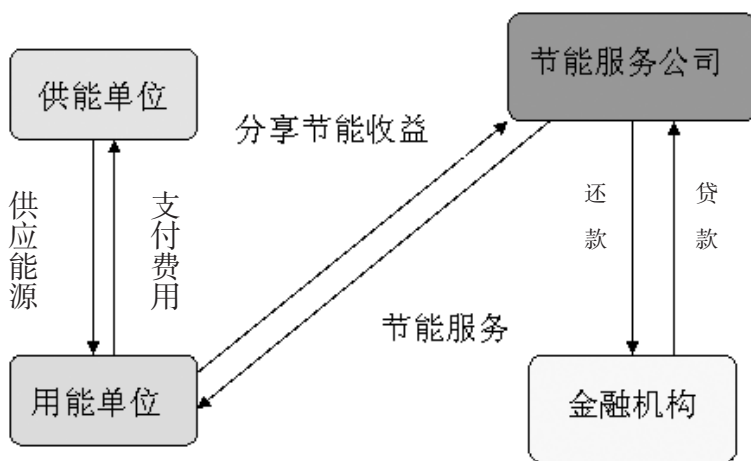 节能服务公司
供能单位
分享节能收益
供应能源
支付费用
还款
贷款
节能服务
用能单位
金融机构